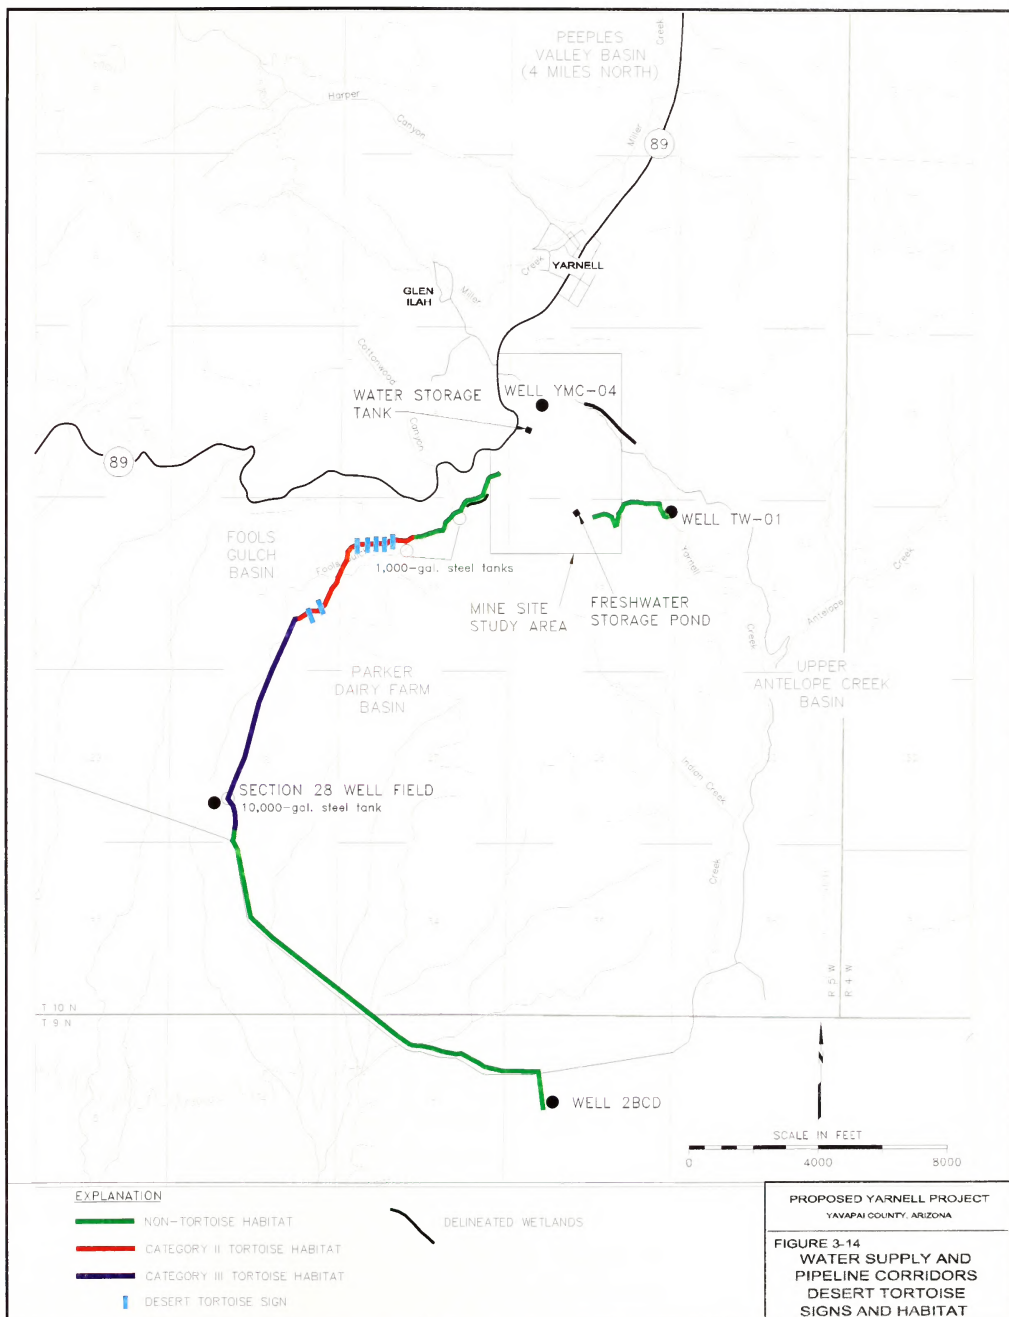 PEEPLES
VALLEY BASIN
(4 MILES NORTH)
Creek
Harper
Canyon
Miller
89
YARNELL
Creek
GLEN
ILAH
Miller
Cottonwood
Canyon
WATER STORAGE
TANK
WELL YMC-04
89
FOOLS
GULCH
BASIN
Fools
1,000-gal. steel tanks
WELL TW-01
Yarnell
Creek
MINE SITE
STUDY AREA
FRESHWATER
STORAGE POND
Antelope
Creek
PARKER
DAIRY FARM
BASIN
UPPER
ANTELOPE CREEK
BASIN
SECTION 28 WELL FIELD
10,000-gal. steel tank
Indian Creek
Creek
R 5 W
R 4 W
T 10 N
T 9 N
WELL 2BCD
SCALE IN FEET
0 4000 8000
EXPLANATION
NON-TORTOISE HABITAT
CATEGORY II TORTOISE HABITAT
CATEGORY III TORTOISE HABITAT
DESERT TORTOISE SIGN
DELINEATED WETLANDS
PROPOSED YARNELL PROJECT
YAVAPAI COUNTY, ARIZONA
FIGURE 3-14
WATER SUPPLY AND
PIPELINE CORRIDORS
DESERT TORTOISE
SIGNS AND HABITAT